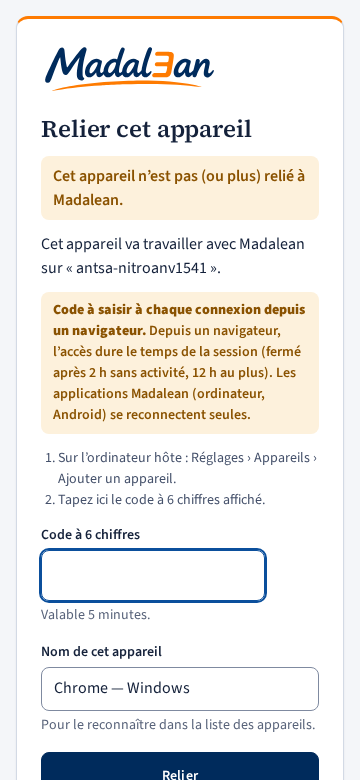 MadalƎan
Relier cet appareil
Cet appareil n’est pas (ou plus) relié à
Madalean.
Cet appareil va travailler avec Madalean
sur « antsa-nitroanv1541 ».
Code à saisir à chaque connexion depuis
un navigateur. Depuis un navigateur,
l’accès dure le temps de la session (fermé
après 2 h sans activité, 12 h au plus). Les
applications Madalean (ordinateur,
Android) se reconnectent seules.
1. Sur l’ordinateur hôte : Réglages › Appareils ›
Ajouter un appareil.
2. Tapez ici le code à 6 chiffres affiché.
Code à 6 chiffres
Valable 5 minutes.
Nom de cet appareil
Chrome — Windows
Pour le reconnaître dans la liste des appareils.
Relier